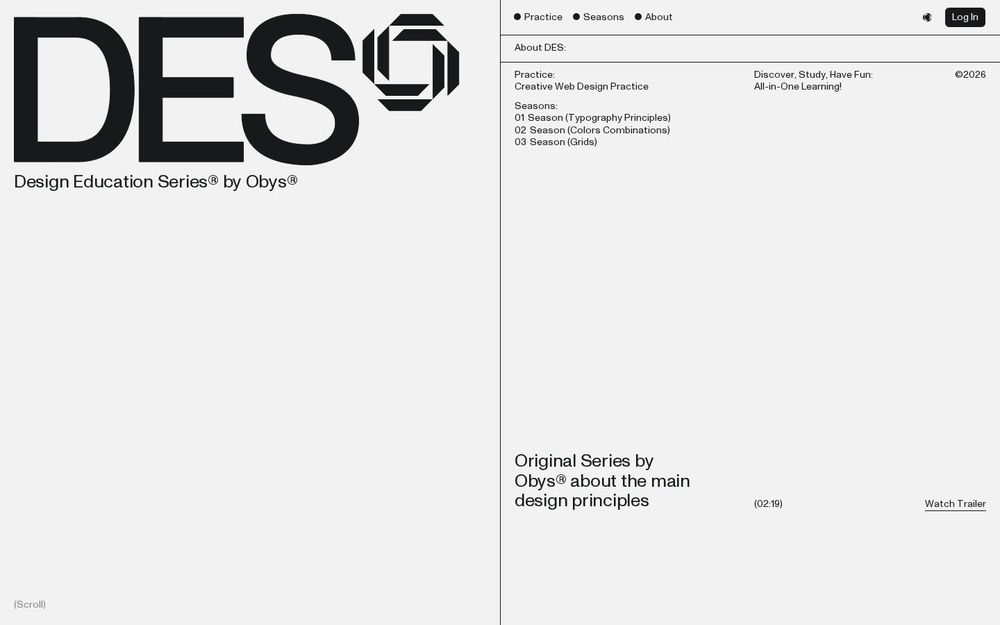 DES
Design Education Series® by Obys®
(Scroll)
Practice
Seasons
About
Log In
About DES:
Practice:
Creative Web Design Practice
Seasons:
01 Season (Typography Principles)
02 Season (Colors Combinations)
03 Season (Grids)
Discover, Study, Have Fun:
All-in-One Learning!
©2026
Original Series by
Obys® about the main
design principles
(02:19)
Watch Trailer